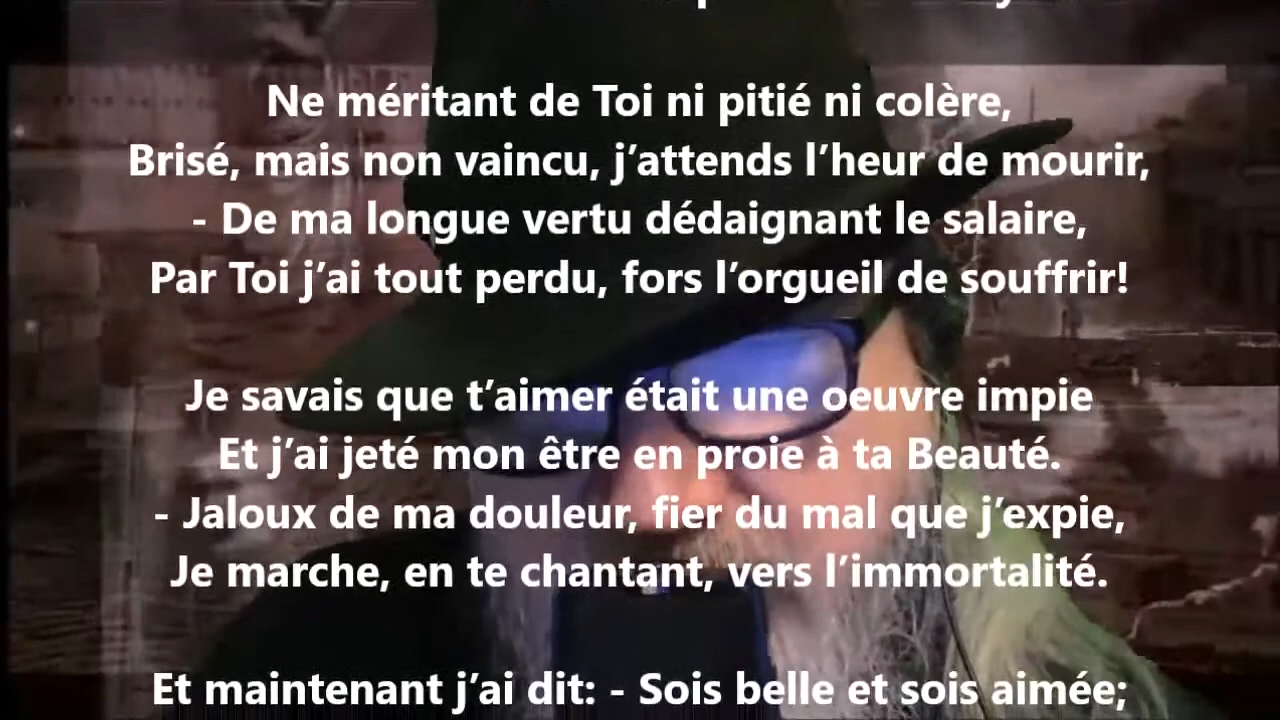 Ne méritant de Toi ni pitié ni colère,
Brisé, mais non vaincu, j’attends l’heur de mourir,
- De ma longue vertu dédaignant le salaire,
Par Toi j’ai tout perdu, fors l’orgueil de souffrir!
Je savais que t’aimer était une oeuvre impie
Et j’ai jeté mon être en proie à ta Beauté.
- Jaloux de ma douleur, fier du mal que j’expie,
Je marche, en te chantant, vers l’immortalité.
Et maintenant j’ai dit: - Sois belle et sois aimée;